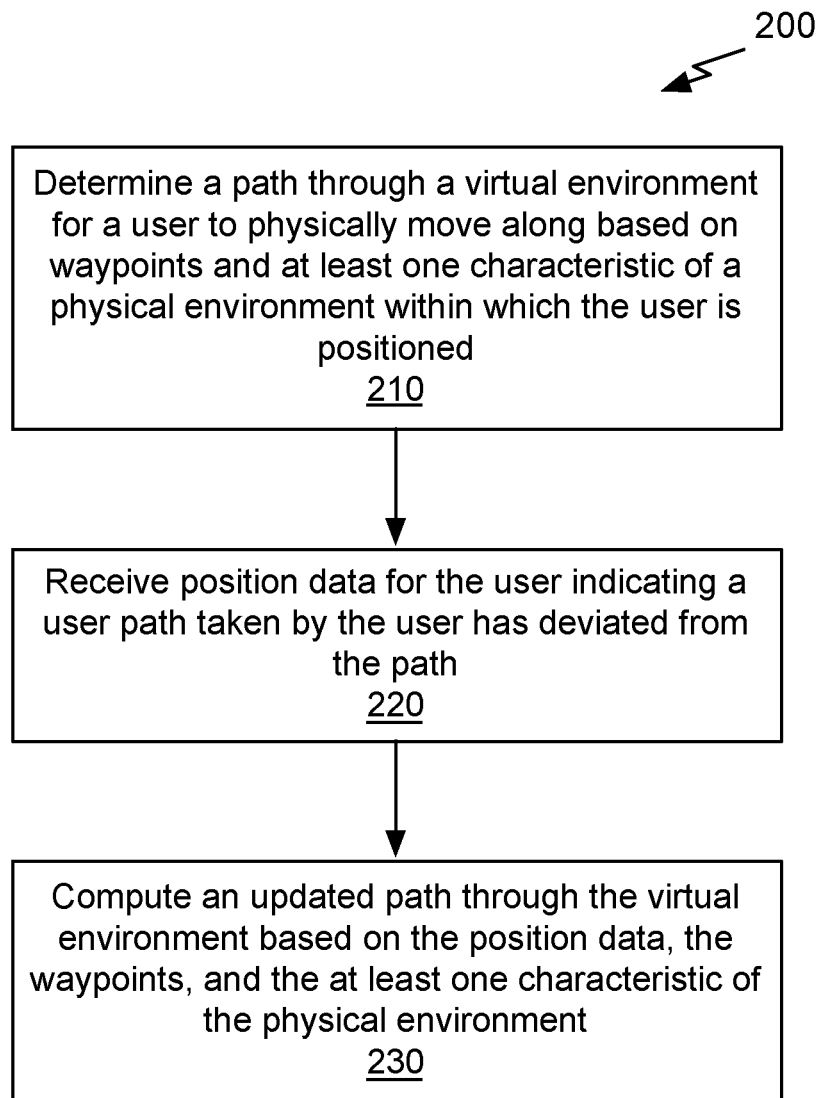 200
Determine a path through a virtual environment
for a user to physically move along based on
waypoints and at least one characteristic of a
physical environment within which the user is
positioned
210
Receive position data for the user indicating a
user path taken by the user has deviated from
the path
220
Compute an updated path through the virtual
environment based on the position data, the
waypoints, and the at least one characteristic of
the physical environment
230